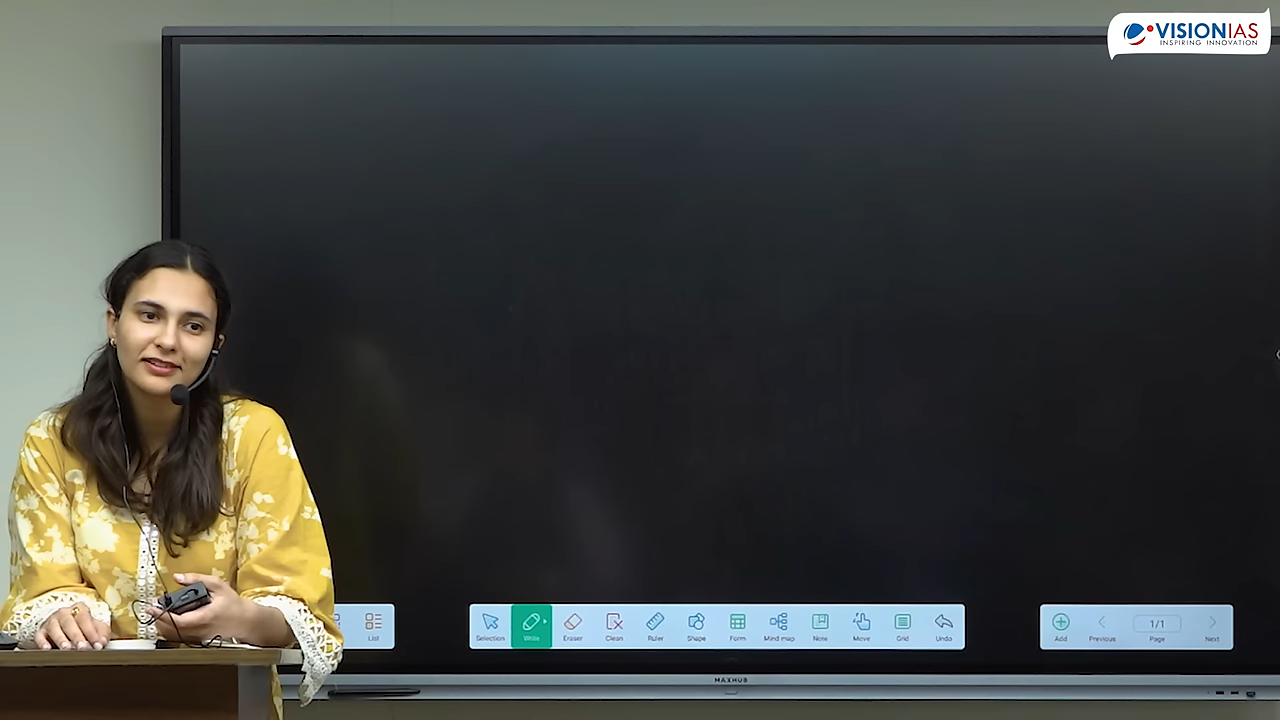 VISIONIAS
INSPIRING INNOVATION
List
Selection
Write
Eraser
Clean
Ruler
Shape
Form
Mind map
Note
Move
Grid
Undo
Add
Previous
1/1
Page
Next
MAXHUB